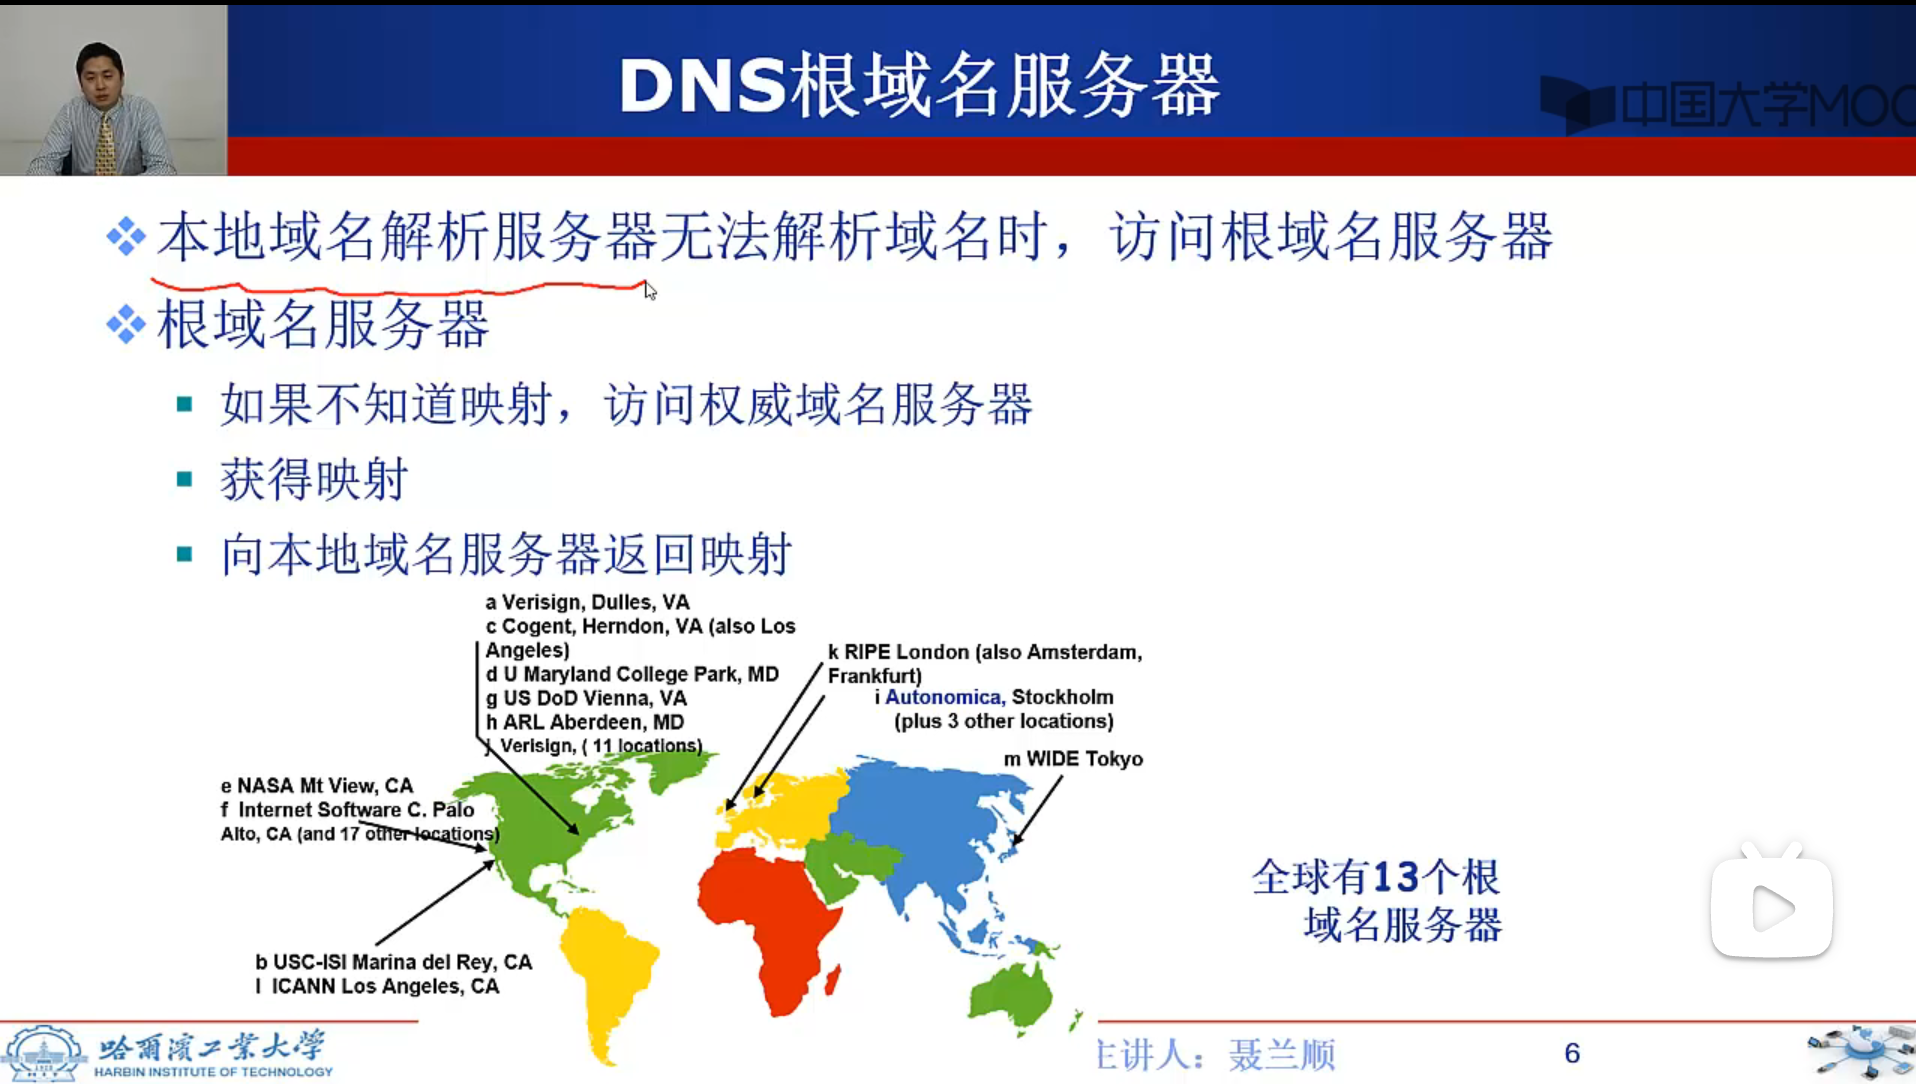 DNS根域名服务器
中国大学MOO
本地域名解析服务器无法解析域名时，访问根域名服务器
根域名服务器
如果不知道映射，访问权威域名服务器
获得映射
向本地域名服务器返回映射
a Verisign, Dulles, VA
c Cogent, Herndon, VA (also Los
Angeles)
d U Maryland College Park, MD
g US DoD Vienna, VA
h ARL Aberdeen, MD
j Verisign, ( 11 locations)
k RIPE London (also Amsterdam,
Frankfurt)
i Autonomica, Stockholm
(plus 3 other locations)
m WIDE Tokyo
e NASA Mt View, CA
f Internet Software C. Palo
Alto, CA (and 17 other locations)
b USC-ISI Marina del Rey, CA
l ICANN Los Angeles, CA
全球有13个根
域名服务器
哈爾濱工業大學
HARBIN INSTITUTE OF TECHNOLOGY
主讲人：聂兰顺
6